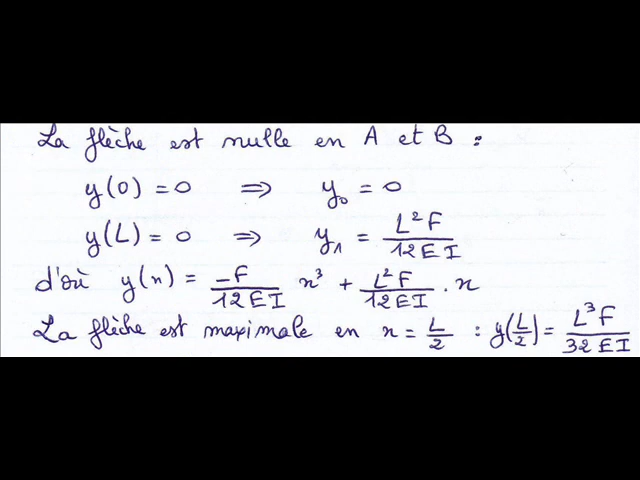 La flèche est nulle en A et B :
y(0) = 0 ⇒ y₀ = 0
y(L) = 0 ⇒ y₁ = L²F / 12EI
d'où y(x) = -F/12EI x³ + L²F/12EI . x
La flèche est maximale en x = L/2 : y(L/2) = L³F/32EI